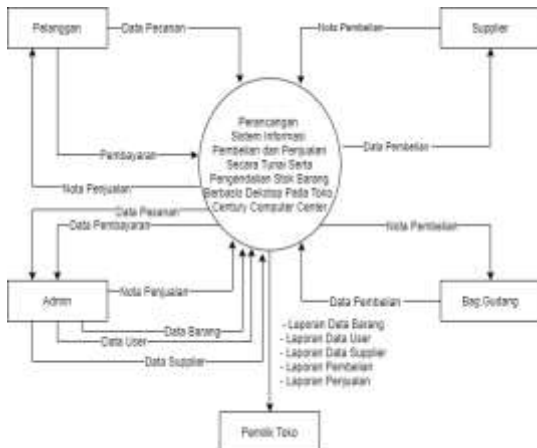 Pelanggan
Data Pesanan
Nota Pembelian
Supplier
Perancangan
Sistem Informasi
Pembelian dan Penjualan
Secara Tunai Serta
Pengendalian Stok Barang
Berbasis Dekstop Pada Toko
Century Computer Center
Pembayaran
Data Pembelian
Nota Penjualan
Data Pesanan
Data Pembayaran
Nota Pembelian
Admin
Nota Penjualan
Data Pembelian
Bag.Gudang
Data Barang
Data User
Data Supplier
- Laporan Data Barang
- Laporan Data User
- Laporan Data Supplier
- Laporan Pembelian
- Laporan Penjualan
Pemilik Toko